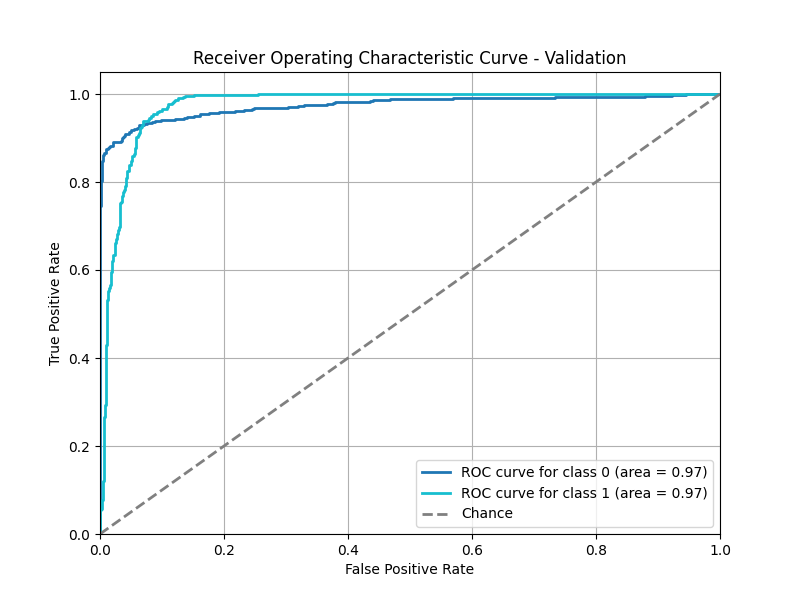 Receiver Operating Characteristic Curve - Validation
True Positive Rate
1.0
0.8
0.6
0.4
0.2
0.0
0.0 0.2 0.4 0.6 0.8 1.0
False Positive Rate
ROC curve for class 0 (area = 0.97)
ROC curve for class 1 (area = 0.97)
Chance